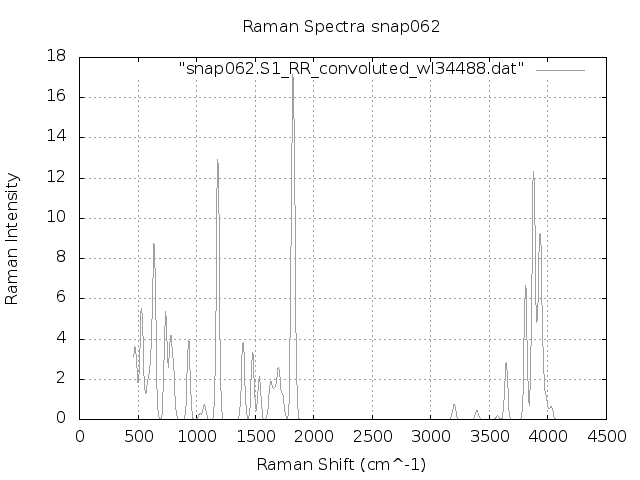 Raman Spectra snap062
"snap062.S1_RR_convoluted_wl34488.dat"
Raman Intensity
18
16
14
12
10
8
6
4
2
0
0 500 1000 1500 2000 2500 3000 3500 4000 4500
Raman Shift (cm^-1)